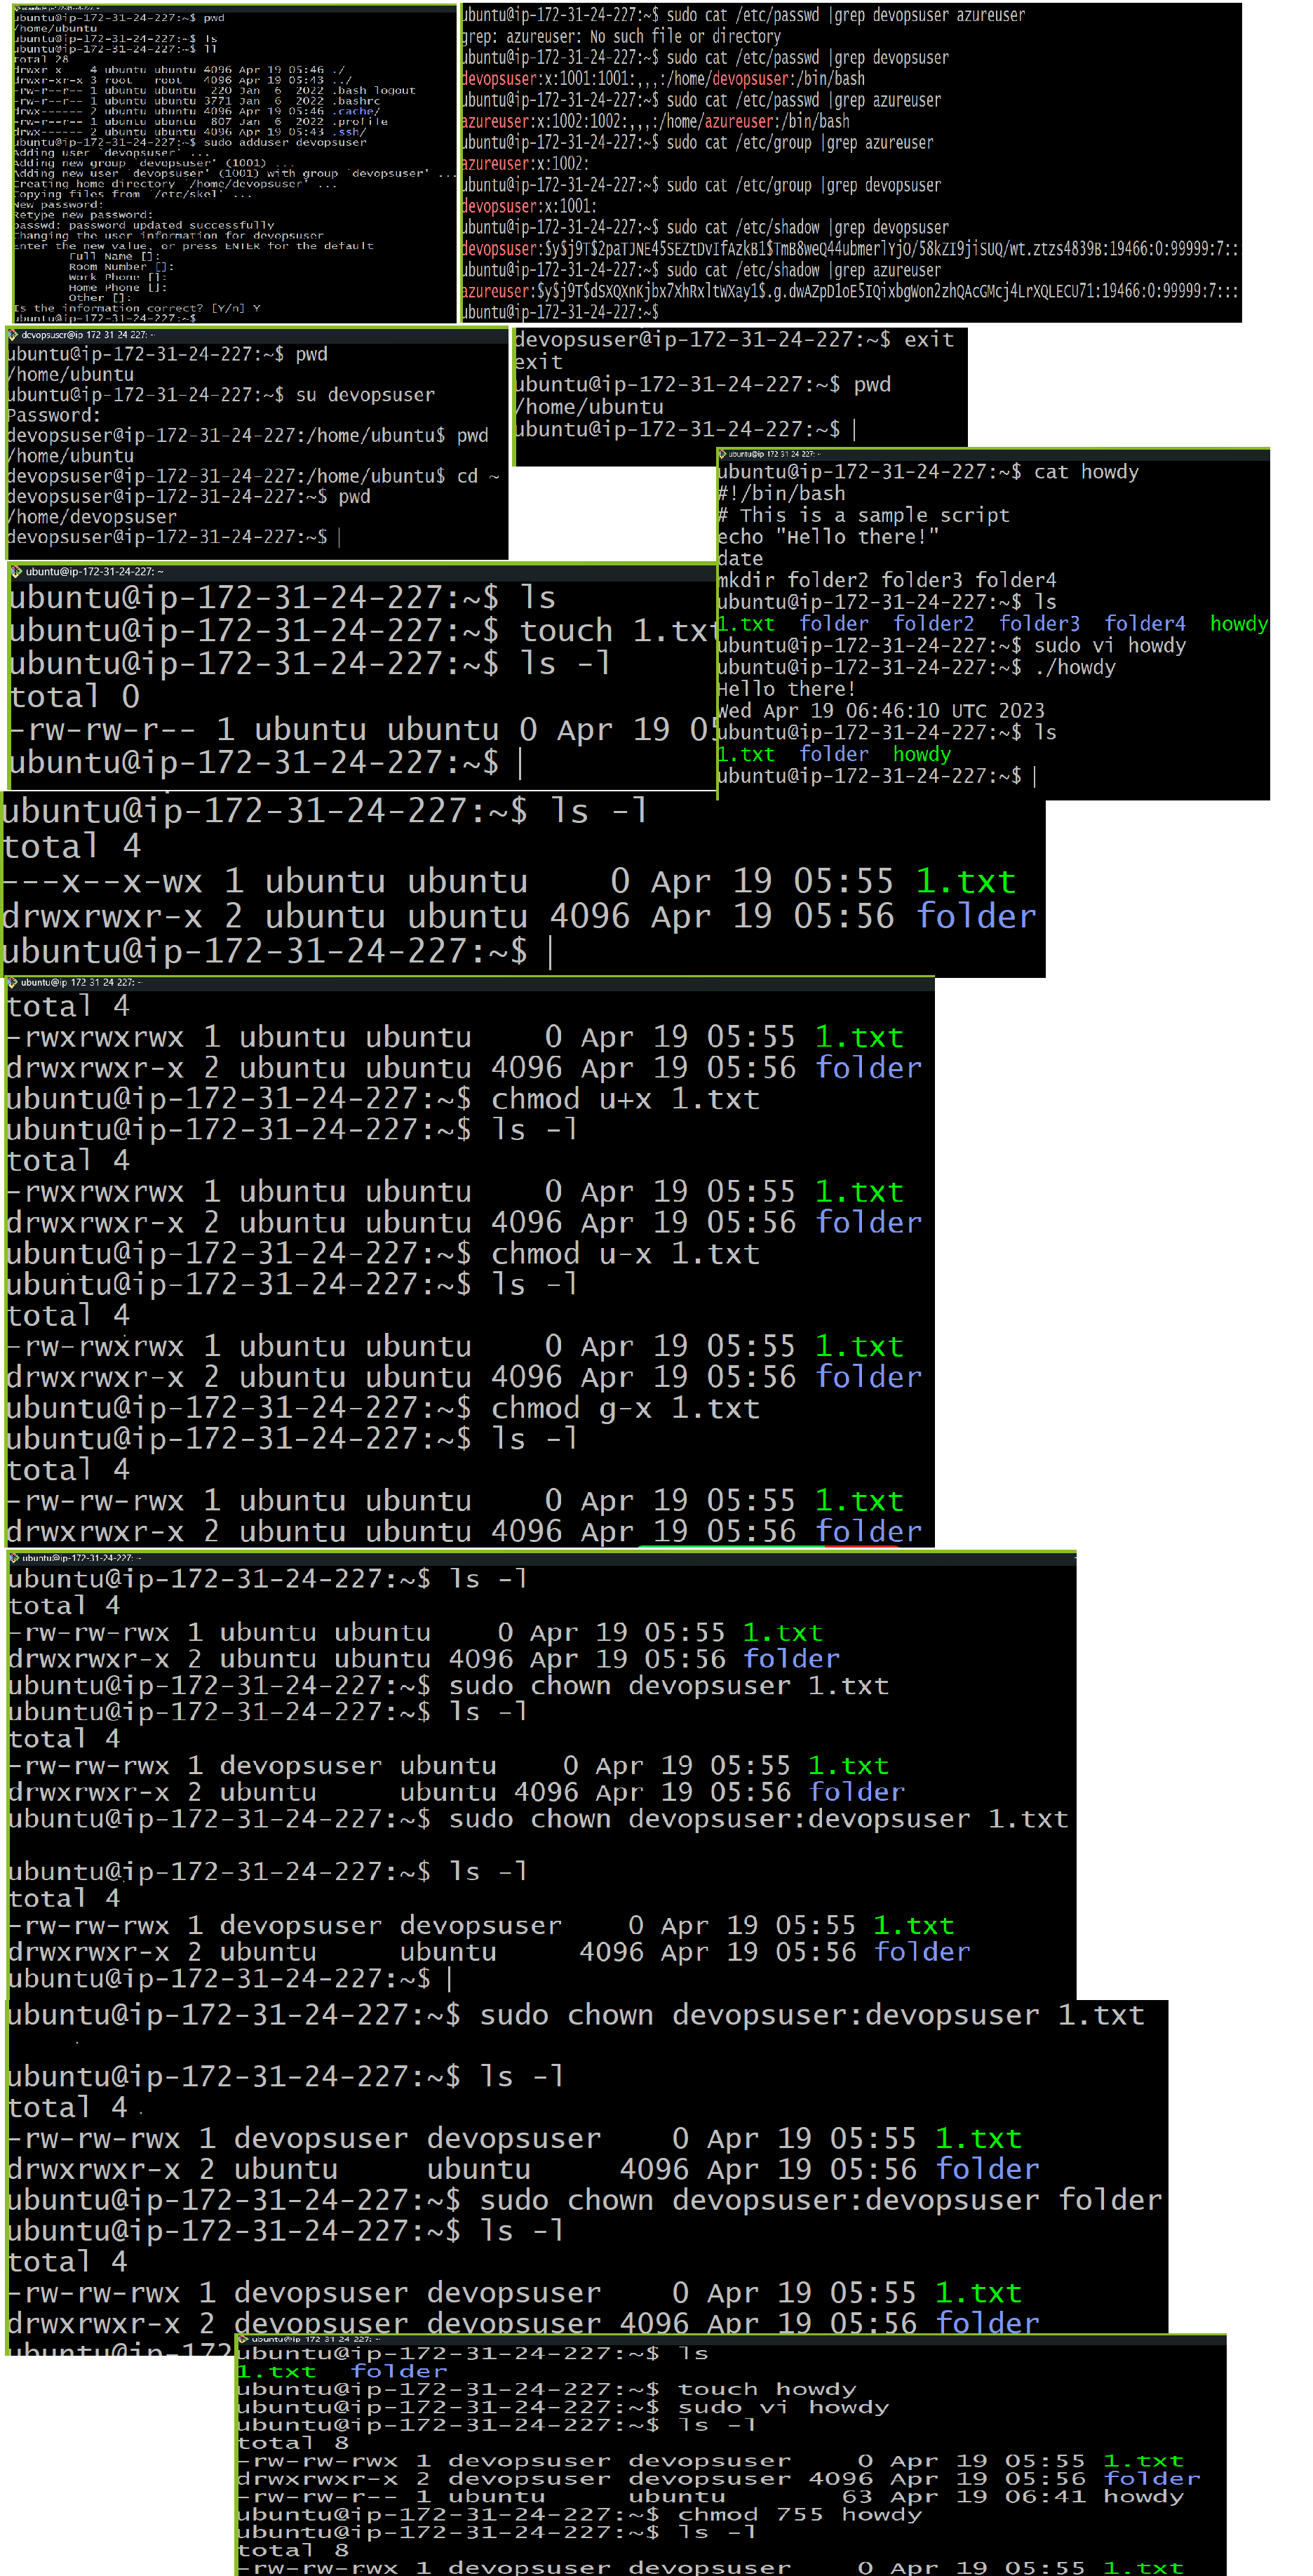 ubuntu@ip-172-31-24-227:~$ pwd
/home/ubuntu
ubuntu@ip-172-31-24-227:~$ ls
ubuntu@ip-172-31-24-227:~$ ll
total 28
drwxr-x--- 4 ubuntu ubuntu 4096 Apr 19 05:46 ./
drwxr-xr-x 3 root   root   4096 Apr 19 05:43 ../
-rw-r--r-- 1 ubuntu ubuntu  220 Jan  6  2022 .bash_logout
-rw-r--r-- 1 ubuntu ubuntu 3771 Jan  6  2022 .bashrc
drwx------ 2 ubuntu ubuntu 4096 Apr 19 05:46 .cache/
-rw-r--r-- 1 ubuntu ubuntu  807 Jan  6  2022 .profile
drwx------ 2 ubuntu ubuntu 4096 Apr 19 05:43 .ssh/
ubuntu@ip-172-31-24-227:~$ sudo adduser devopsuser
Adding user `devopsuser' ...
Adding new group `devopsuser' (1001) ...
Adding new user `devopsuser' (1001) with group `devopsuser' ...
Creating home directory `/home/devopsuser' ...
Copying files from `/etc/skel' ...
New password:
Retype new password:
passwd: password updated successfully
Changing the user information for devopsuser
Enter the new value, or press ENTER for the default
Full Name []:
Room Number []:
Work Phone []:
Home Phone []:
Other []:
Is the information correct? [Y/n] Y
ubuntu@ip-172-31-24-227:~$
ubuntu@ip-172-31-24-227:~$ sudo cat /etc/passwd |grep devopsuser azureuser
grep: azureuser: No such file or directory
ubuntu@ip-172-31-24-227:~$ sudo cat /etc/passwd |grep devopsuser
devopsuser:x:1001:1001:,,,:/home/devopsuser:/bin/bash
ubuntu@ip-172-31-24-227:~$ sudo cat /etc/passwd |grep azureuser
azureuser:x:1002:1002:,,,:/home/azureuser:/bin/bash
ubuntu@ip-172-31-24-227:~$ sudo cat /etc/group |grep azureuser
azureuser:x:1002:
ubuntu@ip-172-31-24-227:~$ sudo cat /etc/group |grep devopsuser
devopsuser:x:1001:
ubuntu@ip-172-31-24-227:~$ sudo cat /etc/shadow |grep devopsuser
devopsuser:$y$j9T$2paTJNE45SEZtDvIfAzkB1$TmB8weQ44ubmerlYjO/58kZI9jiSUQ/wt.ztzs4839B:19466:0:99999:7:::
ubuntu@ip-172-31-24-227:~$ sudo cat /etc/shadow |grep azureuser
azureuser:$y$j9T$dSXQXnKjbx7XhRxltWXay1$.g.dwAZpD1oE5IQixbgWon2zhQAcGMcj4LrXQLECU71:19466:0:99999:7:::
ubuntu@ip-172-31-24-227:~$
devopsuser@ip-172-31-24-227: ~
ubuntu@ip-172-31-24-227:~$ pwd
/home/ubuntu
ubuntu@ip-172-31-24-227:~$ su devopsuser
Password:
devopsuser@ip-172-31-24-227:/home/ubuntu$ pwd
/home/ubuntu
devopsuser@ip-172-31-24-227:/home/ubuntu$ cd ~
devopsuser@ip-172-31-24-227:~$ pwd
/home/devopsuser
devopsuser@ip-172-31-24-227:~$
devopsuser@ip-172-31-24-227:~$ exit
exit
ubuntu@ip-172-31-24-227:~$ pwd
/home/ubuntu
ubuntu@ip-172-31-24-227:~$
ubuntu@ip-172-31-24-227: ~
ubuntu@ip-172-31-24-227:~$ cat howdy
#!/bin/bash
# This is a sample script
echo "Hello there!"
date
mkdir folder2 folder3 folder4
ubuntu@ip-172-31-24-227:~$ ls
1.txt  folder  folder2  folder3  folder4  howdy
ubuntu@ip-172-31-24-227:~$ sudo vi howdy
ubuntu@ip-172-31-24-227:~$ ./howdy
Hello there!
Wed Apr 19 06:46:10 UTC 2023
ubuntu@ip-172-31-24-227:~$ ls
1.txt  folder  howdy
ubuntu@ip-172-31-24-227:~$
ubuntu@ip-172-31-24-227: ~
ubuntu@ip-172-31-24-227:~$ ls
ubuntu@ip-172-31-24-227:~$ touch 1.txt
ubuntu@ip-172-31-24-227:~$ ls -l
total 0
-rw-rw-r-- 1 ubuntu ubuntu 0 Apr 19 05
ubuntu@ip-172-31-24-227:~$
ubuntu@ip-172-31-24-227:~$ ls -l
total 4
---x--x-wx 1 ubuntu ubuntu    0 Apr 19 05:55 1.txt
drwxrwxr-x 2 ubuntu ubuntu 4096 Apr 19 05:56 folder
ubuntu@ip-172-31-24-227:~$
ubuntu@ip-172-31-24-227: ~
total 4
-rwxrwxrwx 1 ubuntu ubuntu    0 Apr 19 05:55 1.txt
drwxrwxr-x 2 ubuntu ubuntu 4096 Apr 19 05:56 folder
ubuntu@ip-172-31-24-227:~$ chmod u+x 1.txt
ubuntu@ip-172-31-24-227:~$ ls -l
total 4
-rwxrwxrwx 1 ubuntu ubuntu    0 Apr 19 05:55 1.txt
drwxrwxr-x 2 ubuntu ubuntu 4096 Apr 19 05:56 folder
ubuntu@ip-172-31-24-227:~$ chmod u-x 1.txt
ubuntu@ip-172-31-24-227:~$ ls -l
total 4
-rw-rwxrwx 1 ubuntu ubuntu    0 Apr 19 05:55 1.txt
drwxrwxr-x 2 ubuntu ubuntu 4096 Apr 19 05:56 folder
ubuntu@ip-172-31-24-227:~$ chmod g-x 1.txt
ubuntu@ip-172-31-24-227:~$ ls -l
total 4
-rw-rw-rwx 1 ubuntu ubuntu    0 Apr 19 05:55 1.txt
drwxrwxr-x 2 ubuntu ubuntu 4096 Apr 19 05:56 folder
ubuntu@ip-172-31-24-227: ~
ubuntu@ip-172-31-24-227:~$ ls -l
total 4
-rw-rw-rwx 1 ubuntu ubuntu    0 Apr 19 05:55 1.txt
drwxrwxr-x 2 ubuntu ubuntu 4096 Apr 19 05:56 folder
ubuntu@ip-172-31-24-227:~$ sudo chown devopsuser 1.txt
ubuntu@ip-172-31-24-227:~$ ls -l
total 4
-rw-rw-rwx 1 devopsuser ubuntu    0 Apr 19 05:55 1.txt
drwxrwxr-x 2 ubuntu     ubuntu 4096 Apr 19 05:56 folder
ubuntu@ip-172-31-24-227:~$ sudo chown devopsuser:devopsuser 1.txt
ubuntu@ip-172-31-24-227:~$ ls -l
total 4
-rw-rw-rwx 1 devopsuser devopsuser    0 Apr 19 05:55 1.txt
drwxrwxr-x 2 ubuntu     ubuntu     4096 Apr 19 05:56 folder
ubuntu@ip-172-31-24-227:~$
ubuntu@ip-172-31-24-227:~$ sudo chown devopsuser:devopsuser 1.txt
ubuntu@ip-172-31-24-227:~$ ls -l
total 4
-rw-rw-rwx 1 devopsuser devopsuser    0 Apr 19 05:55 1.txt
drwxrwxr-x 2 ubuntu     ubuntu     4096 Apr 19 05:56 folder
ubuntu@ip-172-31-24-227:~$ sudo chown devopsuser:devopsuser folder
ubuntu@ip-172-31-24-227:~$ ls -l
total 4
-rw-rw-rwx 1 devopsuser devopsuser    0 Apr 19 05:55 1.txt
drwxrwxr-x 2 devopsuser devopsuser 4096 Apr 19 05:56 folder
ubuntu@ip-172
ubuntu@ip-172-31-24-227: ~
ubuntu@ip-172-31-24-227:~$ ls
1.txt  folder
ubuntu@ip-172-31-24-227:~$ touch howdy
ubuntu@ip-172-31-24-227:~$ sudo vi howdy
ubuntu@ip-172-31-24-227:~$ ls -l
total 8
-rw-rw-rwx 1 devopsuser devopsuser    0 Apr 19 05:55 1.txt
drwxrwxr-x 2 devopsuser devopsuser 4096 Apr 19 05:56 folder
-rw-rw-r-- 1 ubuntu     ubuntu       63 Apr 19 06:41 howdy
ubuntu@ip-172-31-24-227:~$ chmod 755 howdy
ubuntu@ip-172-31-24-227:~$ ls -l
total 8
-rw-rw-rwx 1 devopsuser devopsuser    0 Apr 19 05:55 1.txt